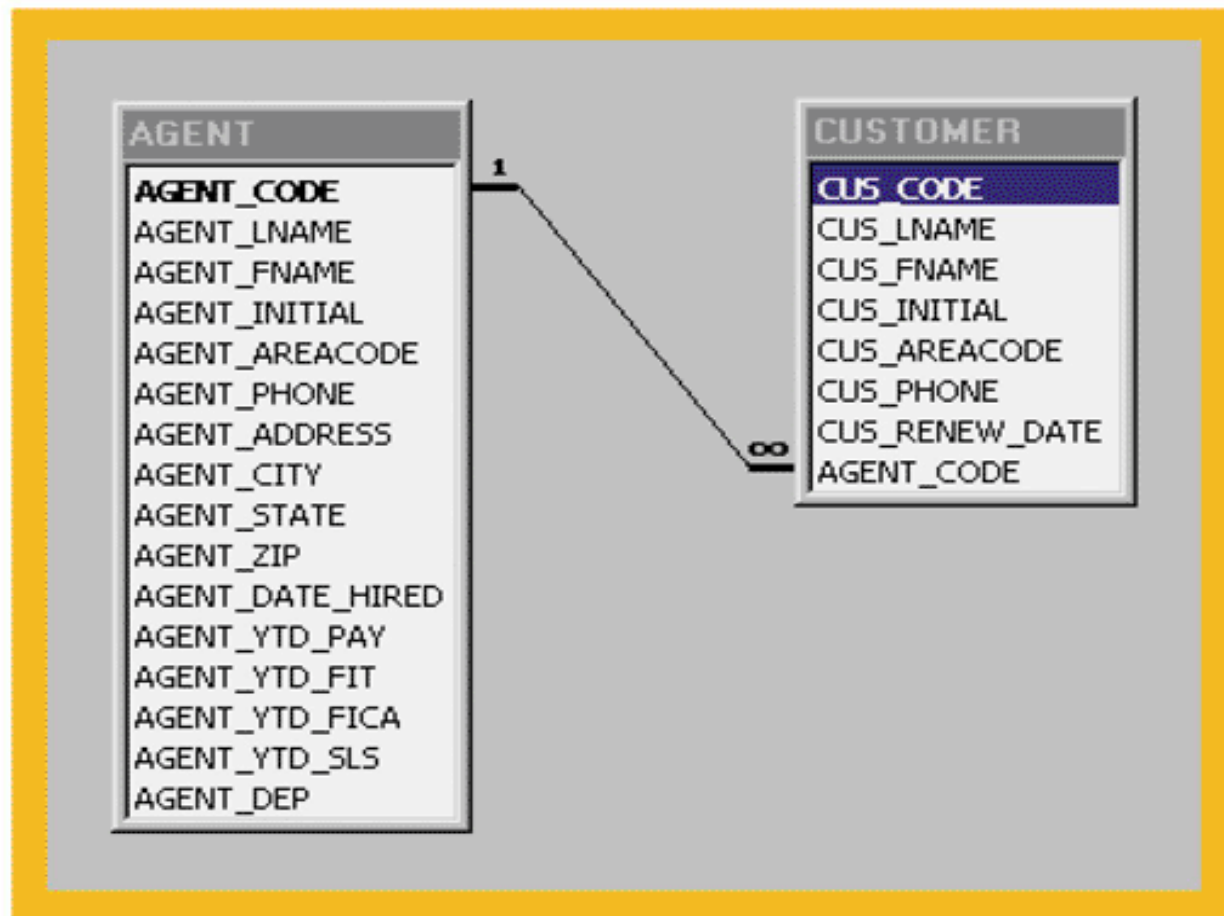 AGENT
AGENT_CODE
AGENT_LNAME
AGENT_FNAME
AGENT_INITIAL
AGENT_AREACODE
AGENT_PHONE
AGENT_ADDRESS
AGENT_CITY
AGENT_STATE
AGENT_ZIP
AGENT_DATE_HIRED
AGENT_YTD_PAY
AGENT_YTD_FIT
AGENT_YTD_FICA
AGENT_YTD_SLS
AGENT_DEP
1
∞
CUSTOMER
CUS_CODE
CUS_LNAME
CUS_FNAME
CUS_INITIAL
CUS_AREACODE
CUS_PHONE
CUS_RENEW_DATE
AGENT_CODE